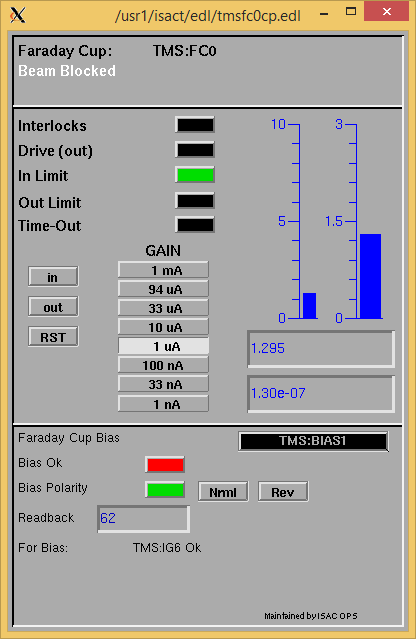 /usr1/isact/edl/tmsfc0cp.edl
Faraday Cup: TMS:FC0
Beam Blocked
Interlocks
Drive (out)
In Limit
Out Limit
Time-Out
10 3
5 1.5
0 0
GAIN
1 mA
94 uA
33 uA
10 uA
1 uA
100 nA
33 nA
1 nA
in
out
RST
1.295
1.30e-07
Faraday Cup Bias TMS:BIAS1
Bias Ok
Bias Polarity Nrml Rev
Readback 62
For Bias: TMS:IG6 Ok
Maintained by ISAC OPS